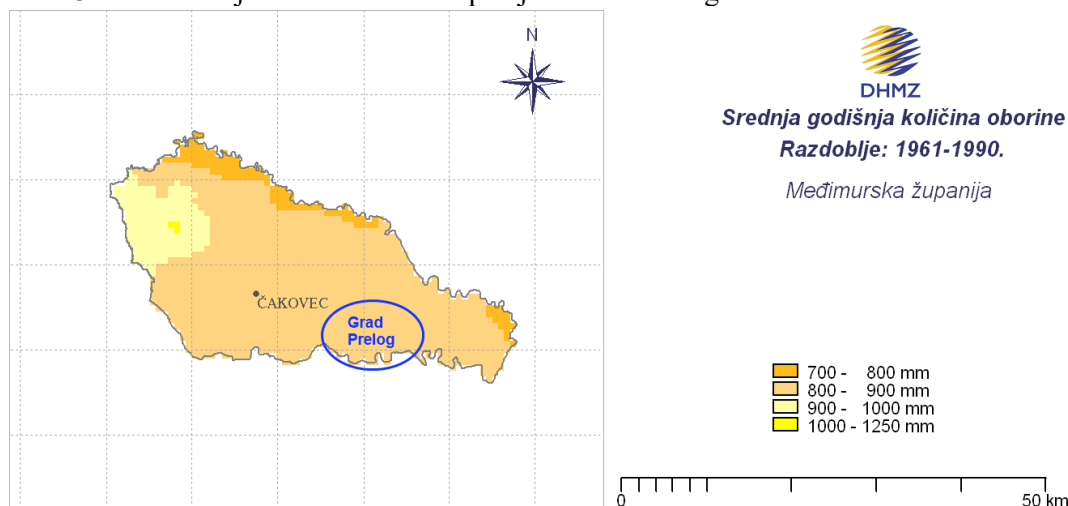 N
DHMZ
Srednja godišnja količina oborine
Razdoblje: 1961-1990.
Međimurska županija
ČAKOVEC
Grad
Prelog
700 - 800 mm
800 - 900 mm
900 - 1000 mm
1000 - 1250 mm
0 50 km